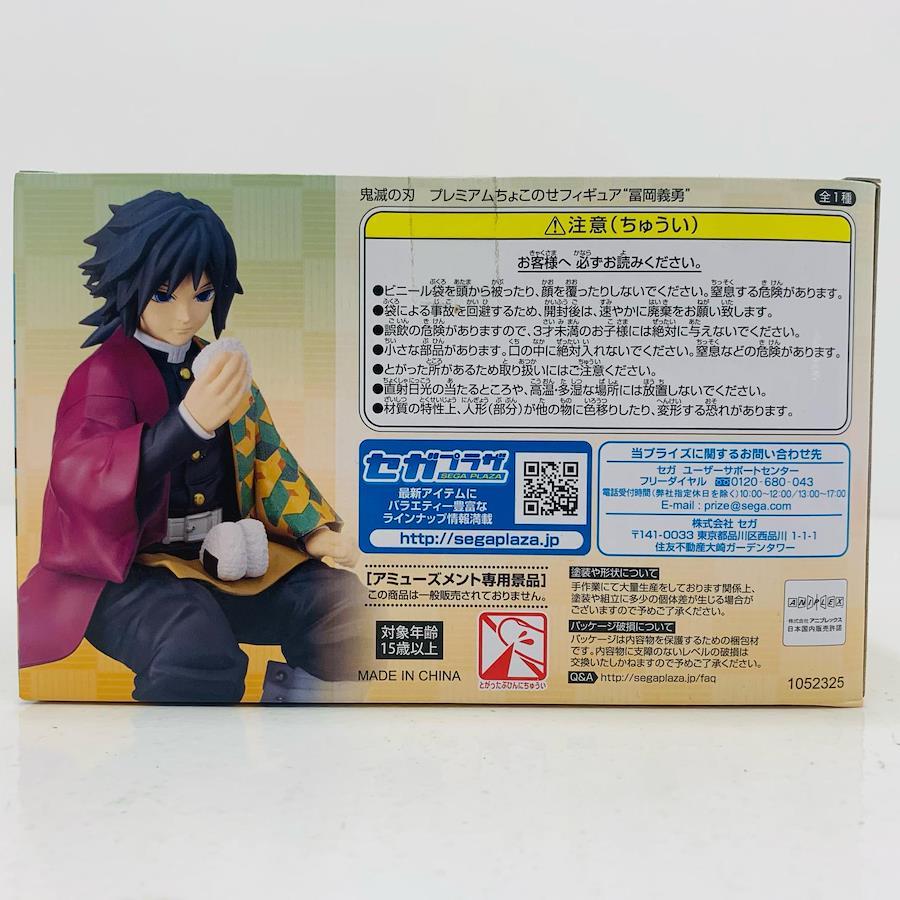 鬼滅の刃 プレミアムちょこのせフィギュア“冨岡義勇” 全1種
⚠注意(ちゅうい)
お客様へ 必ずお読みください。
●ビニール袋を頭から被ったり、顔を覆ったりしないでください。窒息する危険があります。
●袋による事故を回避するため、開封後は、速やかに廃棄をお願い致します。
●誤飲の危険がありますので、3才未満のお子様には絶対に与えないでください。
●小さな部品があります。口の中に絶対入れないでください。窒息などの危険があります。
●とがった所があるため取り扱いにはご注意ください。
●直射日光の当たるところや、高温・多湿な場所には放置しないでください。
●材質の特性上、人形(部分)が他の物に色移りしたり、変形する恐れがあります。
セガプラザ
SEGA PLAZA
最新アイテムに
バラエティー豊富な
ラインナップ情報満載
http://segaplaza.jp
当プライズに関するお問い合わせ先
セガ ユーザーサポートセンター
フリーダイヤル 0120-680-043
電話受付時間(弊社指定休日を除く)10:00~12:00/13:00~17:00
E-mail : prize@sega.com
株式会社 セガ
〒141-0033 東京都品川区西品川 1-1-1
住友不動産大崎ガーデンタワー
[アミューズメント専用景品]
この商品は一般販売されておりません。
対象年齢
15歳以上
MADE IN CHINA
とがったぶひんにちゅうい
塗装や形状について
手作業にて大量生産をしております関係上、
塗装や組立に多少の個体差が生じる場合が
ございますので予めご了承ください。
パッケージ破損について
パッケージは内容物を保護するための梱包材
です。内容物に支障のないレベルの破損は
交換いたしかねますので予めご了承ください。
Q&A http://segaplaza.jp/faq
ANIPLEX
株式会社 アニプレックス
日本国内販売許諾
1052325